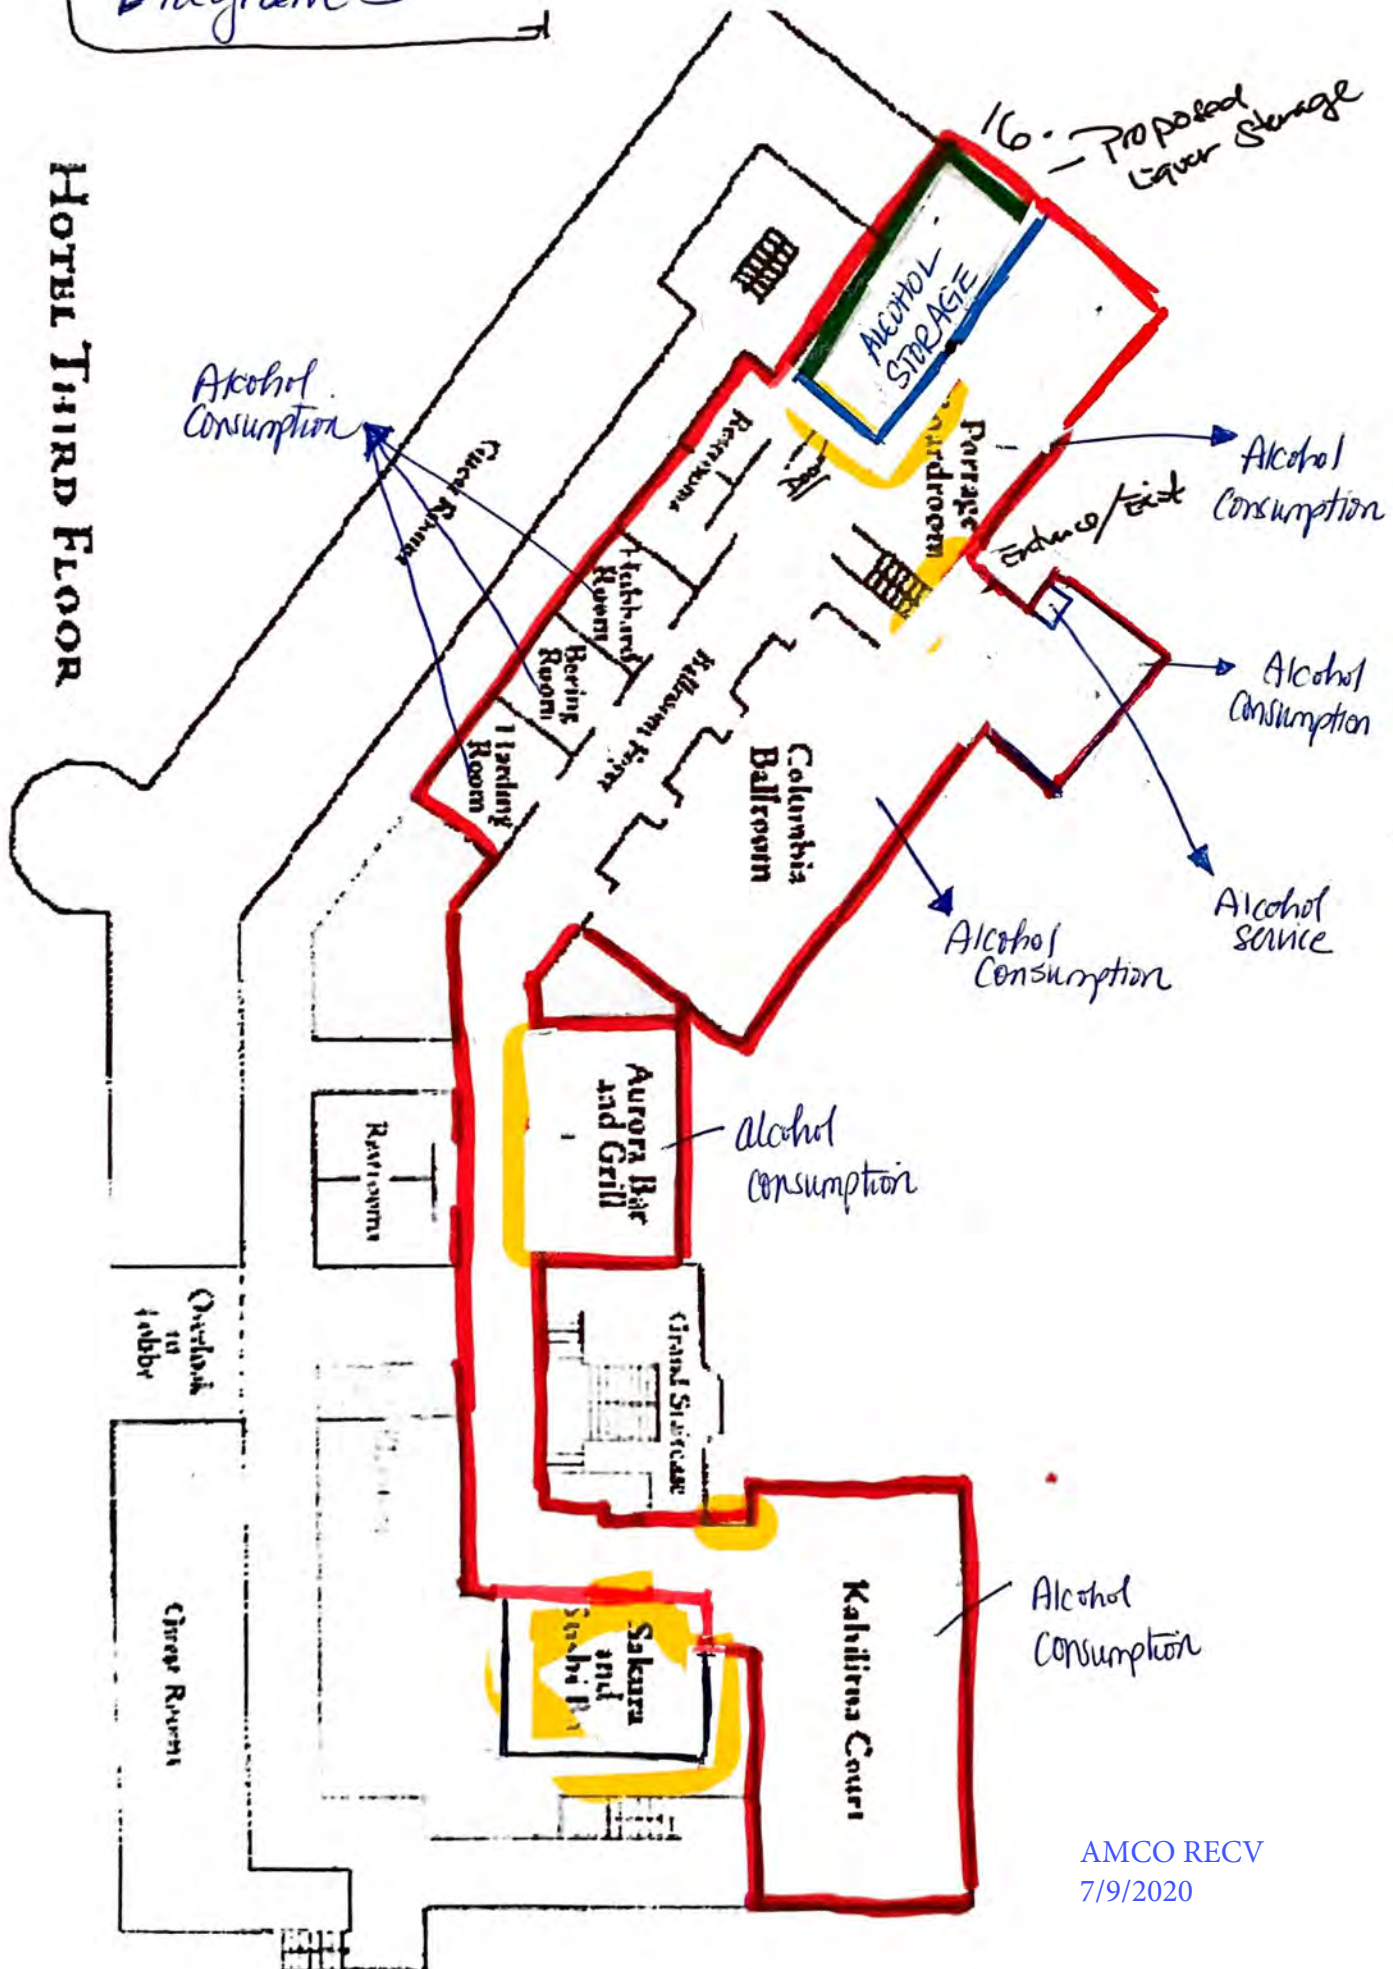 Diagram
HOTEL THIRD FLOOR
16.
- Proposed
Liquor Storage
ALCOHOL
STORAGE
Alcohol
Consumption
Guest Rooms
Restrooms
Portage
Boardroom
Alcohol
Consumption
Entrance/Exit
Hubbard
Room
Bering
Room
Harding
Room
Ballroom Foyer
Columbia
Ballroom
Alcohol
Consumption
Alcohol
Service
Alcohol
Consumption
Aurora Bar
and Grill
alcohol
consumption
Restrooms
Overlook
to
Lobby
Grand Staircase
Guest Rooms
Sakura
and
Sushi Bar
Kahiltna Court
Alcohol
Consumption
AMCO RECV
7/9/2020